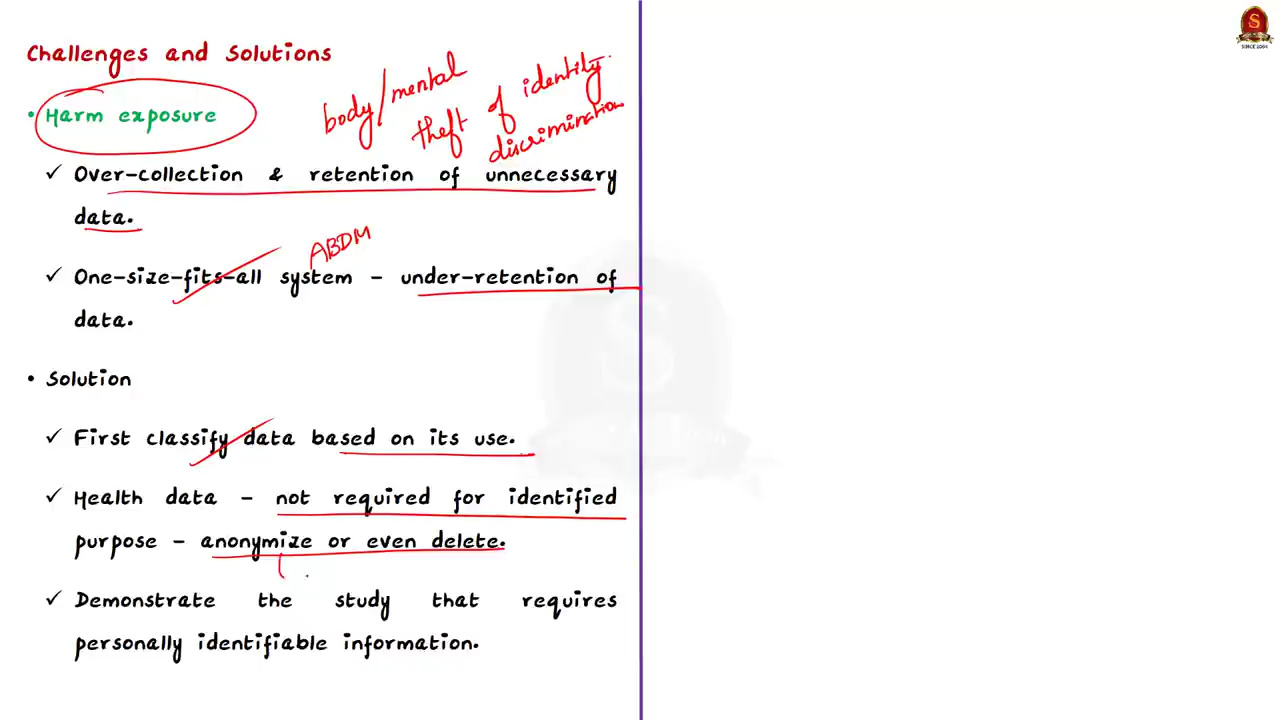 Challenges and Solutions
body/mental
theft of identity
discrimination
• Harm exposure
✓ Over-collection & retention of unnecessary
data.
ABDM
✓ One-size-fits-all system - under-retention of
data.
• Solution
✓ First classify data based on its use.
✓ Health data - not required for identified
purpose - anonymize or even delete.
✓ Demonstrate the study that requires
personally identifiable information.
S
SINCE 2004